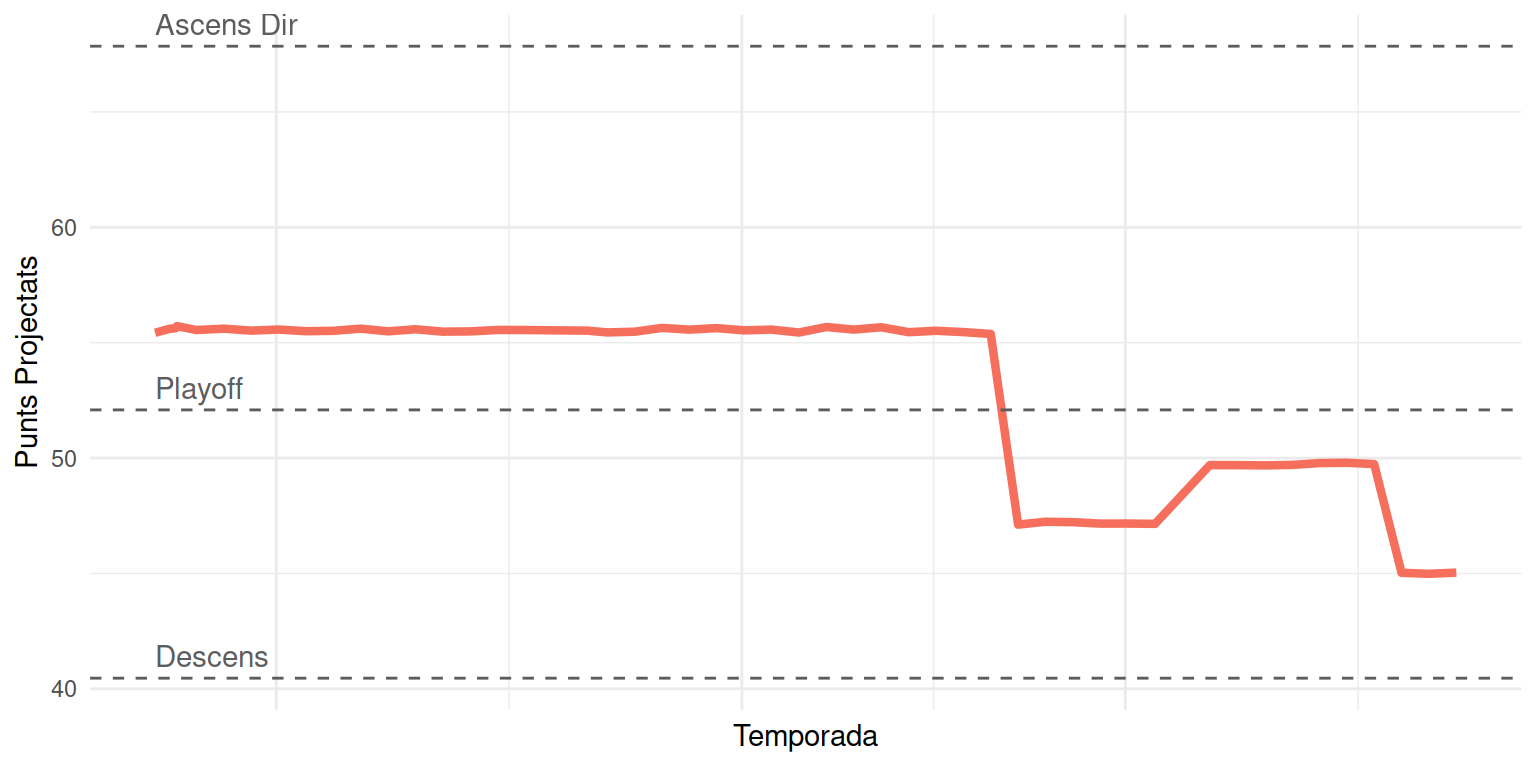 Ascens Dir
60
Punts Projectats
Playoff
50
Descens
40
Temporada